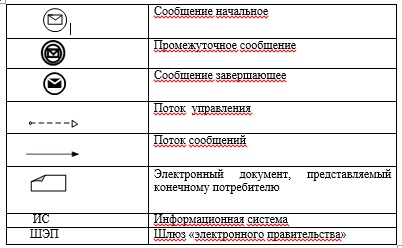 Сообщение начальное
Промежуточное сообщение
Сообщение завершающее
Поток управления
Поток сообщений
Электронный документ, представляемый
конечному потребителю
ИС Информационная система
ШЭП Шлюз «электронного правительства»